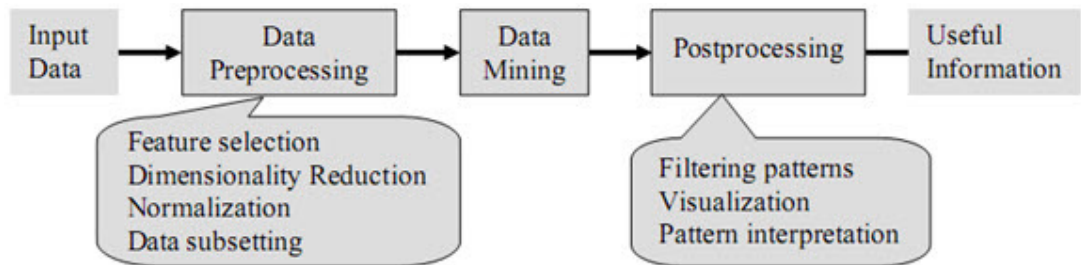 Input
Data
Data
Preprocessing
Data
Mining
Postprocessing
Useful
Information
Feature selection
Dimensionality Reduction
Normalization
Data subsetting
Filtering patterns
Visualization
Pattern interpretation